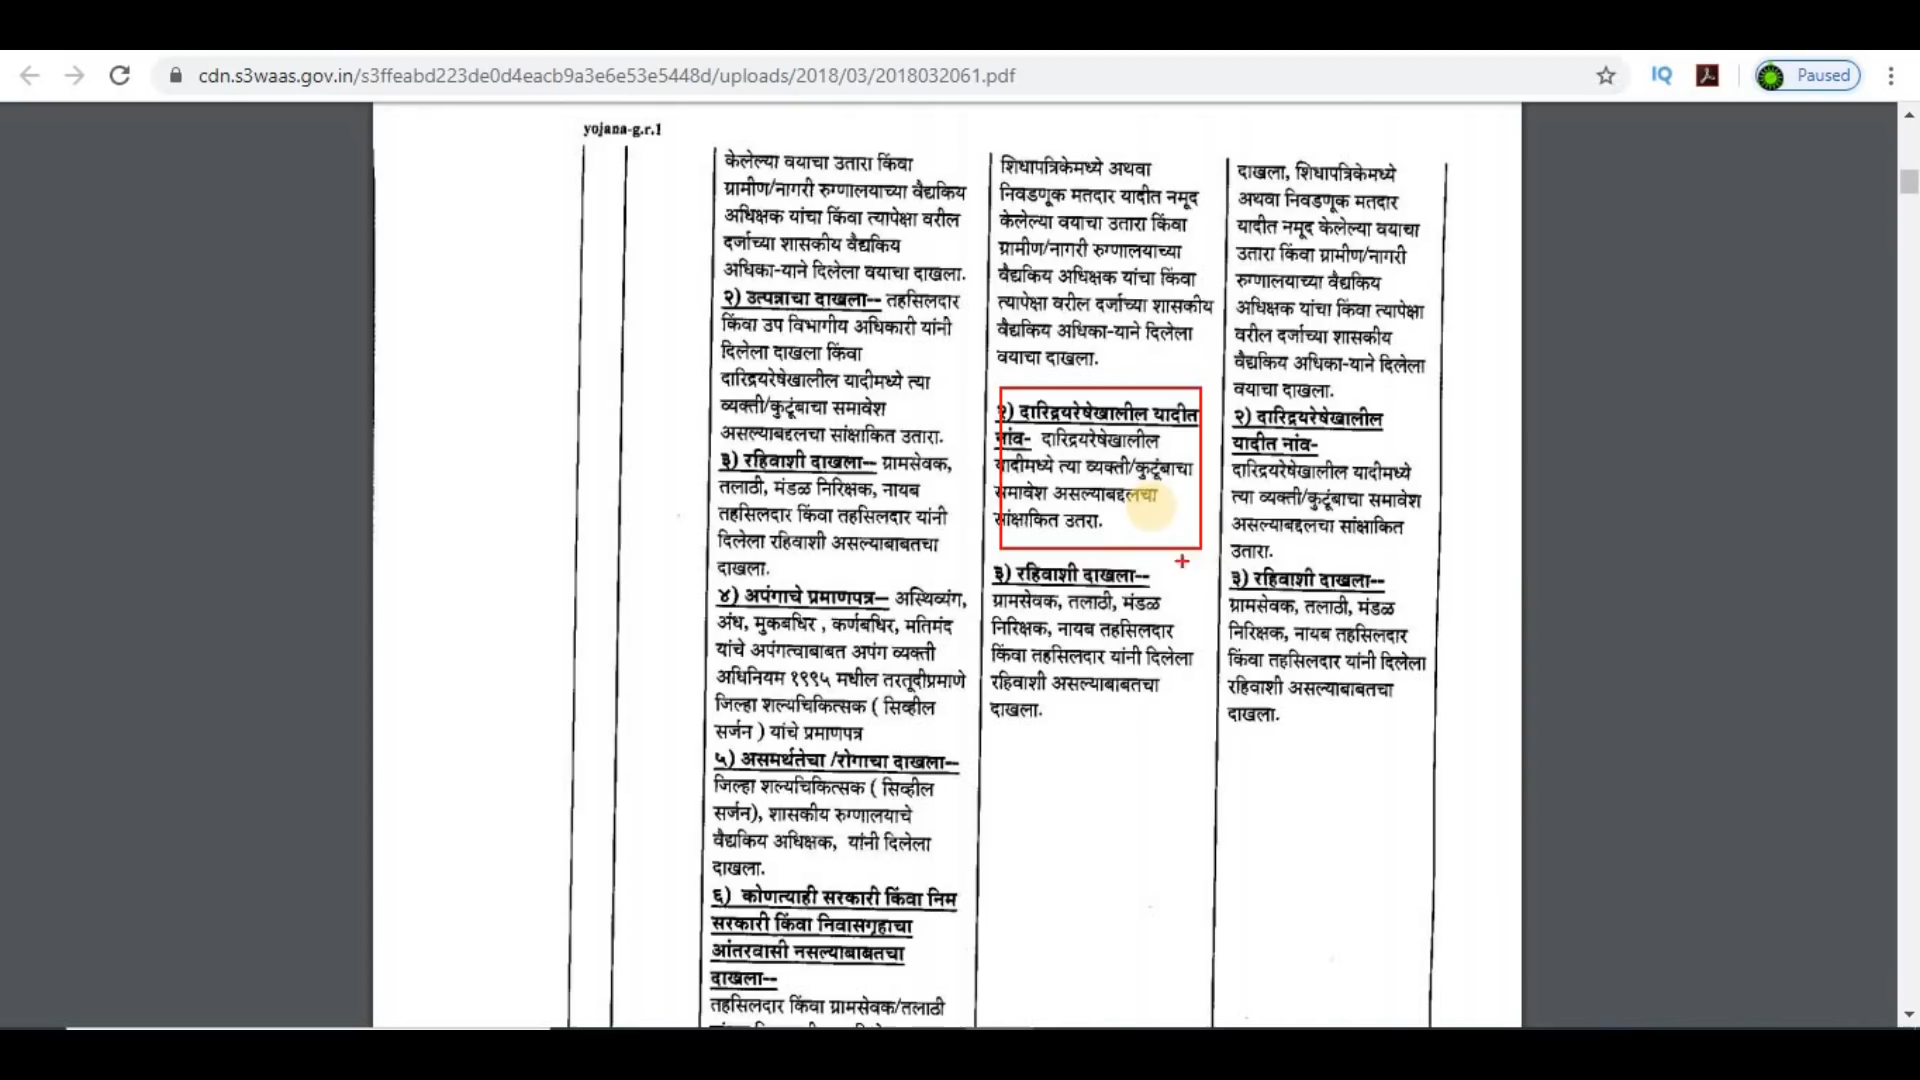 cdn.s3waas.gov.in/s3ffeabd223de0d4eacb9a3e6e53e5448d/uploads/2018/03/2018032061.pdf
IQ
Paused
yojana-g.r.1
केलेल्या वयाचा उतारा किंवा
ग्रामीण/नागरी रुग्णालयाच्या वैद्यकिय
अधिक्षक यांचा किंवा त्यापेक्षा वरील
दर्जाच्या शासकीय वैद्यकिय
अधिका-याने दिलेला वयाचा दाखला.
२) उत्पन्नाचा दाखला-- तहसिलदार
किंवा उप विभागीय अधिकारी यांनी
दिलेला दाखला किंवा
दारिद्रयरेषेखालील यादीमध्ये त्या
व्यक्ती/कुटूंबाचा समावेश
असल्याबद्दलचा सांक्षाकित उतारा.
३) रहिवाशी दाखला-- ग्रामसेवक,
तलाठी, मंडळ निरिक्षक, नायब
तहसिलदार किंवा तहसिलदार यांनी
दिलेला रहिवाशी असल्याबाबतचा
दाखला.
४) अपंगाचे प्रमाणपत्र-- अस्थिव्यंग,
अंध, मुकबधिर , कर्णबधिर, मतिमंद
यांचे अपंगत्वाबाबत अपंग व्यक्ती
अधिनियम १९९५ मधील तरतूदीप्रमाणे
जिल्हा शल्यचिकित्सक ( सिव्हील
सर्जन ) यांचे प्रमाणपत्र
५) असमर्थतेचा /रोगाचा दाखला--
जिल्हा शल्यचिकित्सक ( सिव्हील
सर्जन), शासकीय रुग्णालयाचे
वैद्यकिय अधिक्षक, यांनी दिलेला
दाखला.
६) कोणत्याही सरकारी किंवा निम
सरकारी किंवा निवासगृहाचा
आंतरवासी नसल्याबाबतचा
दाखला--
तहसिलदार किंवा ग्रामसेवक/तलाठी
शिधापत्रिकेमध्ये अथवा
निवडणूक मतदार यादीत नमूद
केलेल्या वयाचा उतारा किंवा
ग्रामीण/नागरी रुग्णालयाच्या
वैद्यकिय अधिक्षक यांचा किंवा
त्यापेक्षा वरील दर्जाच्या शासकीय
वैद्यकिय अधिका-याने दिलेला
वयाचा दाखला.
२) दारिद्रयरेषेखालील यादीत
नांव- दारिद्रयरेषेखालील
यादीमध्ये त्या व्यक्ती/कुटूंबाचा
समावेश असल्याबद्दलचा
सांक्षाकित उतरा.
३) रहिवाशी दाखला--
ग्रामसेवक, तलाठी, मंडळ
निरिक्षक, नायब तहसिलदार
किंवा तहसिलदार यांनी दिलेला
रहिवाशी असल्याबाबतचा
दाखला.
दाखला, शिधापत्रिकेमध्ये
अथवा निवडणूक मतदार
यादीत नमूद केलेल्या वयाचा
उतारा किंवा ग्रामीण/नागरी
रुग्णालयाच्या वैद्यकिय
अधिक्षक यांचा किंवा त्यापेक्षा
वरील दर्जाच्या शासकीय
वैद्यकिय अधिका-याने दिलेला
वयाचा दाखला.
२) दारिद्रयरेषेखालील
यादीत नांव-
दारिद्रयरेषेखालील यादीमध्ये
त्या व्यक्ती/कुटूंबाचा समावेश
असल्याबद्दलचा सांक्षाकित
उतारा.
३) रहिवाशी दाखला--
ग्रामसेवक, तलाठी, मंडळ
निरिक्षक, नायब तहसिलदार
किंवा तहसिलदार यांनी दिलेला
रहिवाशी असल्याबाबतचा
दाखला.